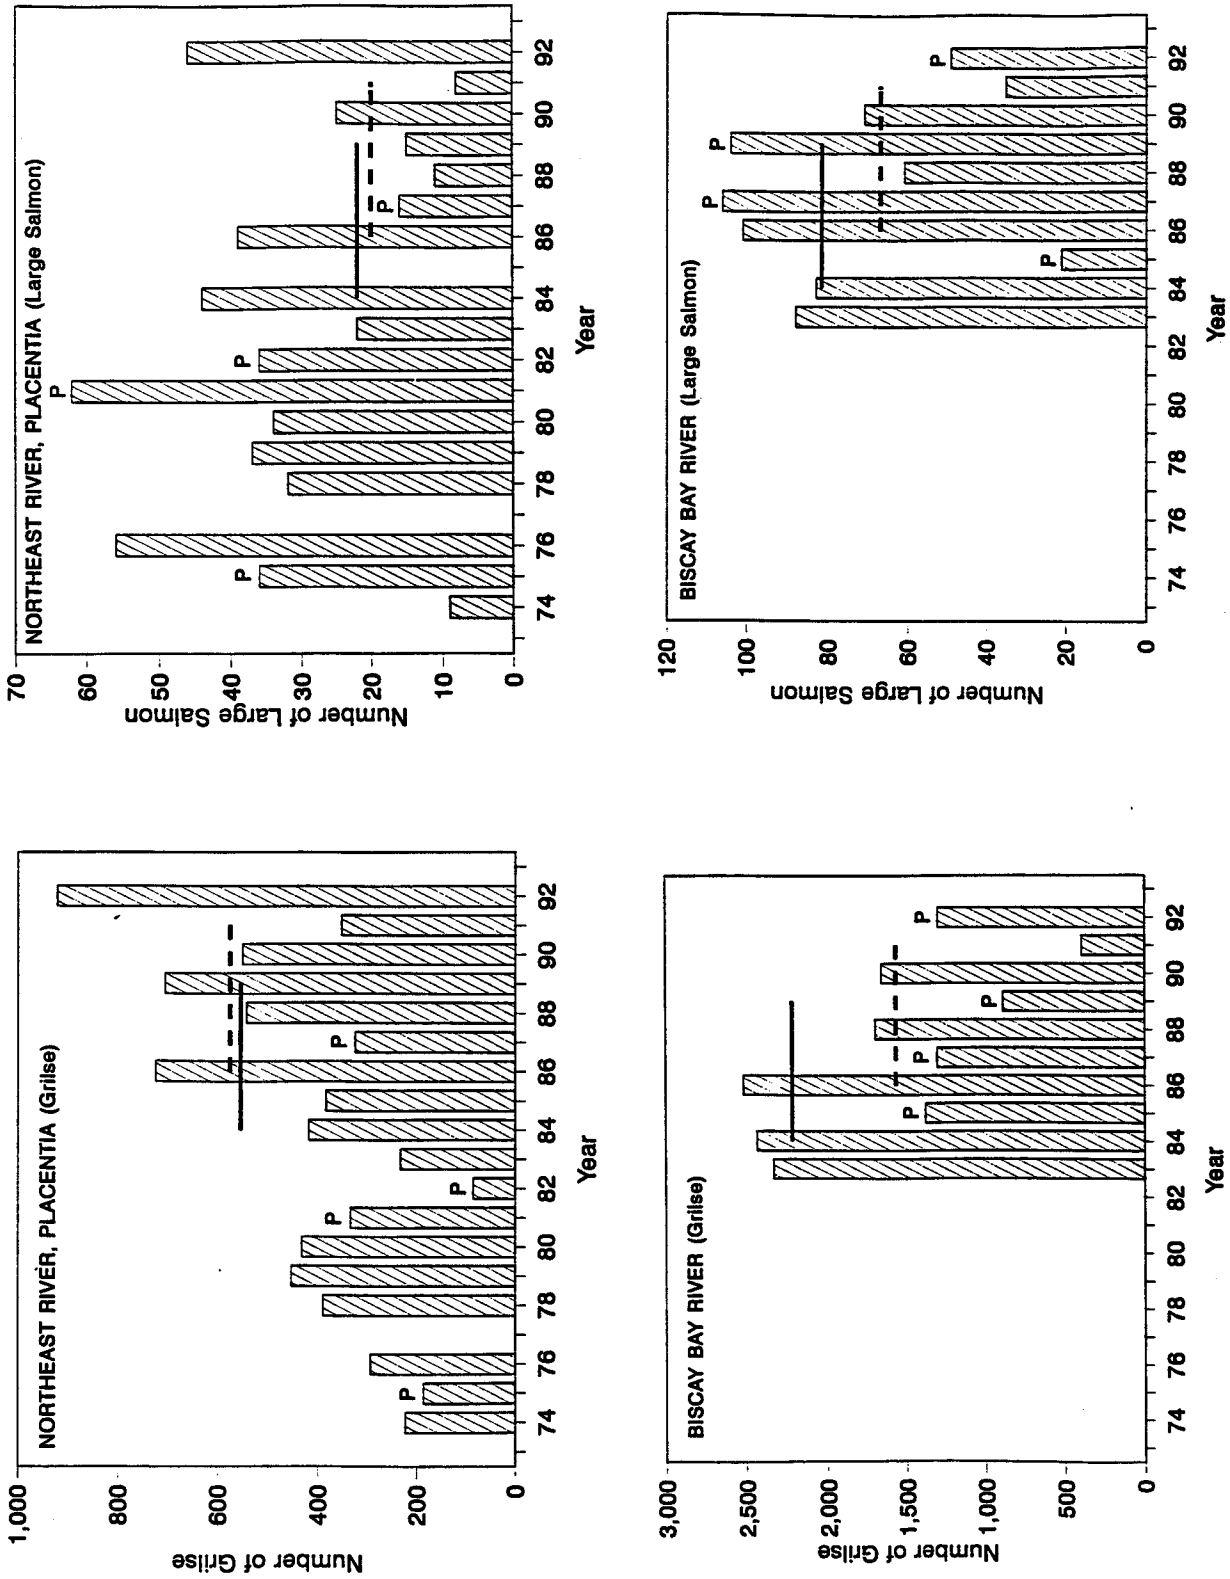 NORTHEAST RIVER, PLACENTIA (Grilse)
Number of Grilse
1,000
800
600
400
200
0
P
P
P
P
74 76 78 80 82 84 86 88 90 92
Year
NORTHEAST RIVER, PLACENTIA (Large Salmon)
Number of Large Salmon
70
60
50
40
30
20
10
0
P
P
P
P
74 76 78 80 82 84 86 88 90 92
Year
BISCAY BAY RIVER (Grilse)
Number of Grilse
3,000
2,500
2,000
1,500
1,000
500
0
P
P
P
P
74 76 78 80 82 84 86 88 90 92
Year
BISCAY BAY RIVER (Large Salmon)
Number of Large Salmon
120
100
80
60
40
20
0
P
P
P
P
74 76 78 80 82 84 86 88 90 92
Year